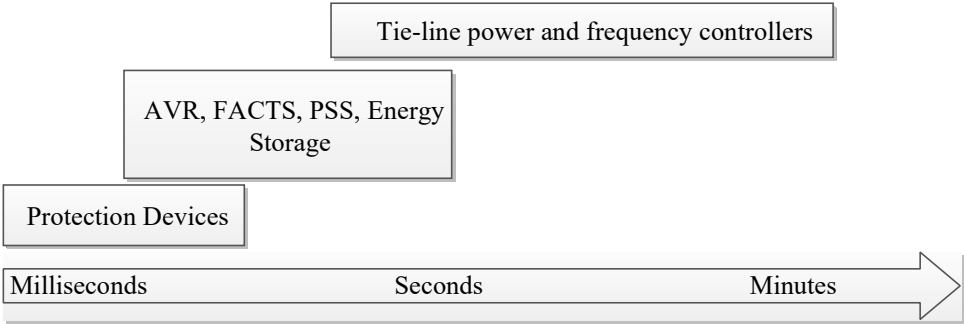 Tie-line power and frequency controllers
AVR, FACTS, PSS, Energy
Storage
Protection Devices
Milliseconds Seconds Minutes